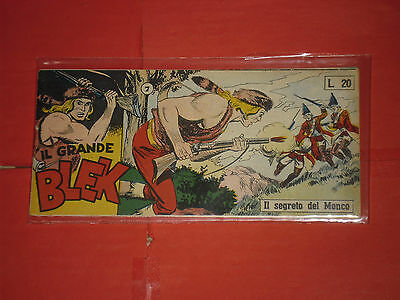 7
L. 20
IL GRANDE
BLEK
Il segreto del Monco